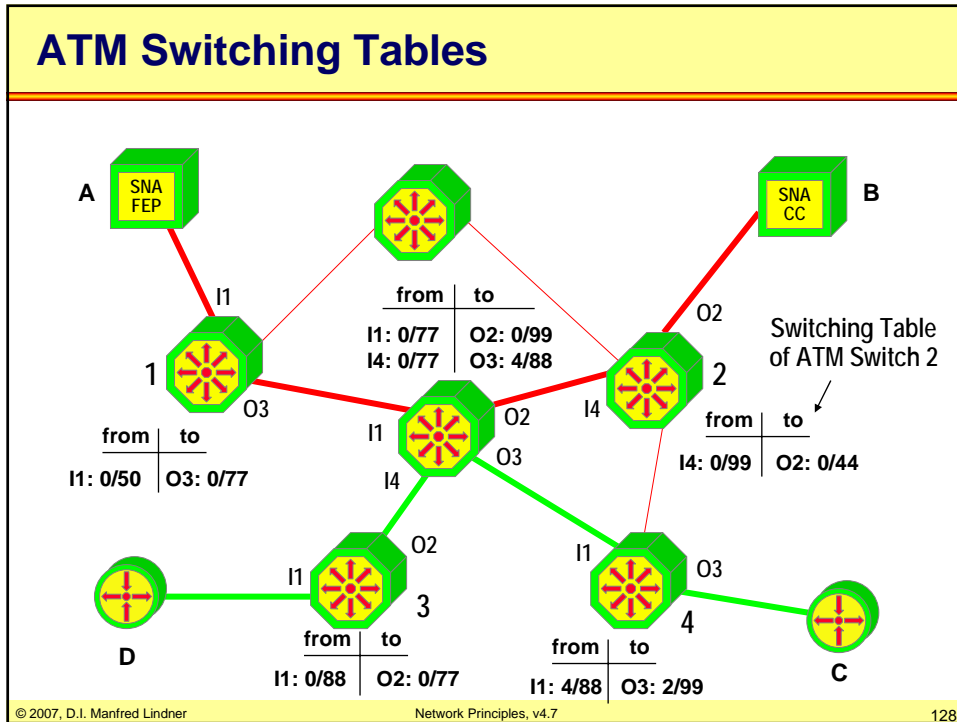 ATM Switching Tables
A
SNA
FEP
SNA
CC
B
I1
from to
I1: 0/77 O2: 0/99
I4: 0/77 O3: 4/88
O2
Switching Table
of ATM Switch 2
1
2
O3
I1
O2
I4
from to
I1: 0/50 O3: 0/77
O3
I4
from to
I4: 0/99 O2: 0/44
O2
I1
3
I1
O3
4
D
from to
I1: 0/88 O2: 0/77
from to
I1: 4/88 O3: 2/99
C
© 2007, D.I. Manfred Lindner
Network Principles, v4.7
128